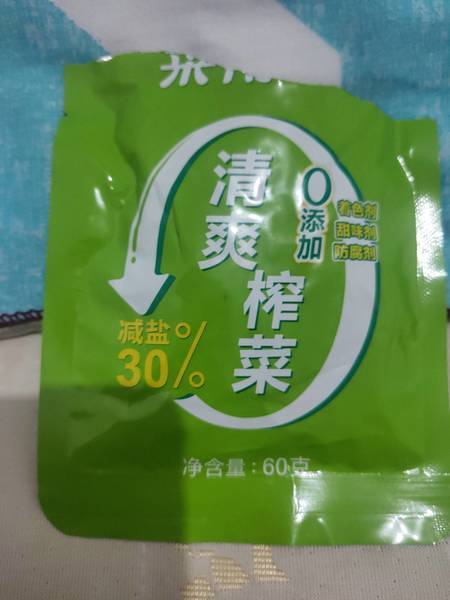 清爽
榨菜
0添加
着色剂
甜味剂
防腐剂
减盐
30%
净含量：60克